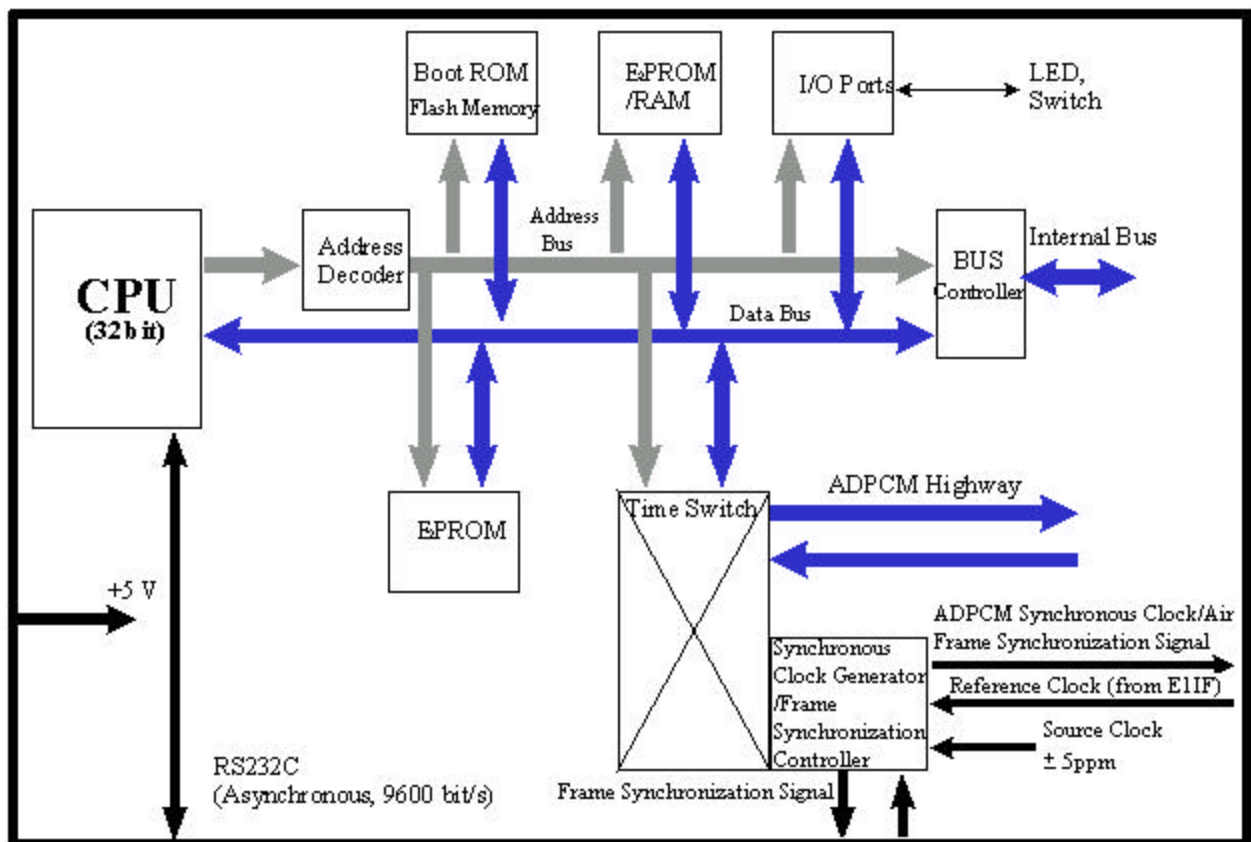 Boot ROM
Flash Memory
E2PROM
/RAM
I/O Ports
LED,
Switch
CPU
(32bit)
Address
Decoder
Address
Bus
Data Bus
BUS
Controller
Internal Bus
E2PROM
Time Switch
ADPCM Highway
+5 V
ADPCM Synchronous Clock/Air
Frame Synchronization Signal
Synchronous
Clock Generator
/Frame
Synchronization
Controller
Reference Clock (from E1IF)
Source Clock
± 5ppm
RS232C
(Asynchronous, 9600 bit/s)
Frame Synchronization Signal